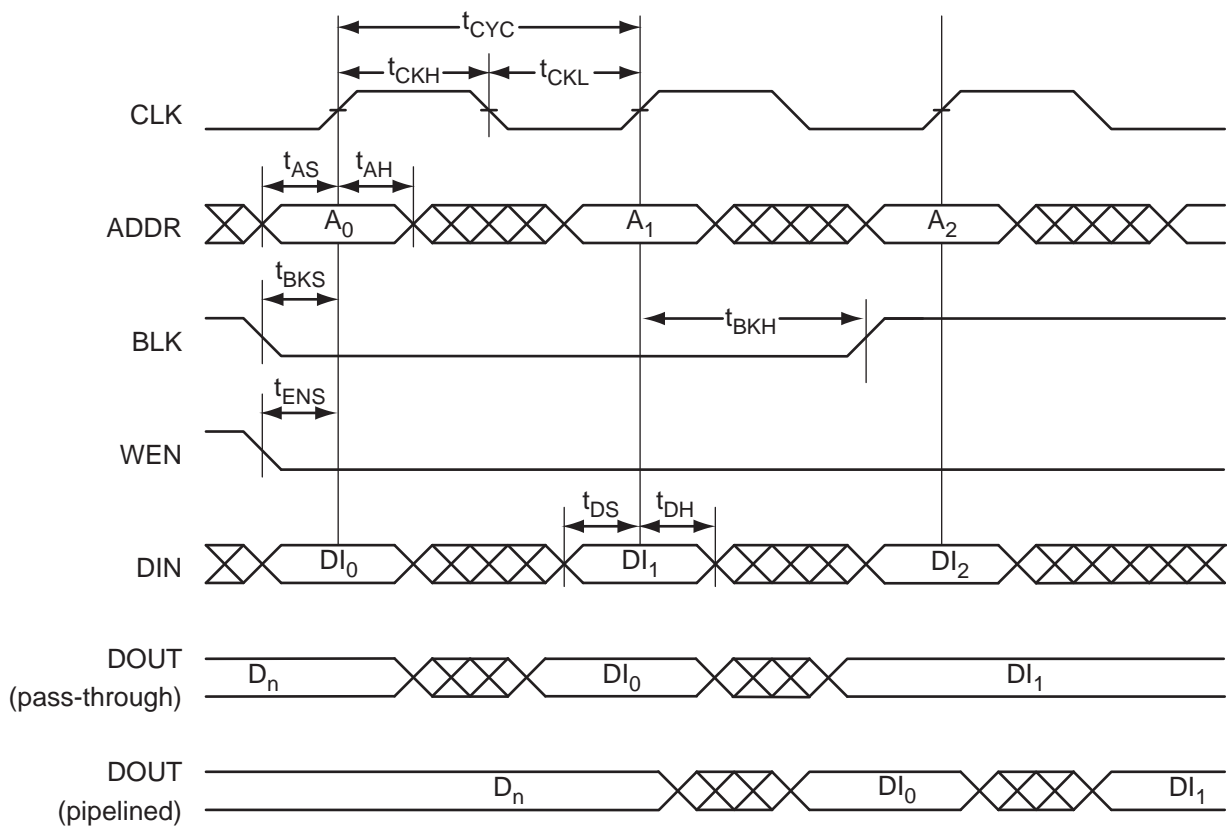 tCYC
tCKH tCKL
CLK
tAS tAH
ADDR A0 A1 A2
tBKS
BLK tBKH
tENS
WEN
tDS tDH
DIN DI0 DI1 DI2
DOUT
(pass-through)
Dn DI0 DI1
DOUT
(pipelined)
Dn DI0 DI1